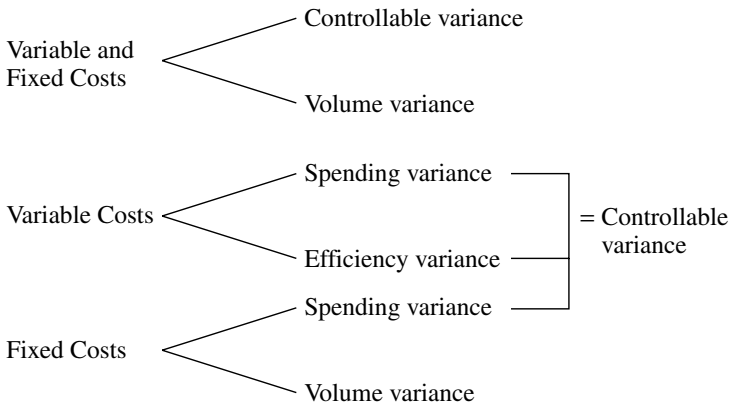 Controllable variance
Variable and
Fixed Costs
Volume variance
Spending variance
Variable Costs
= Controllable
variance
Efficiency variance
Spending variance
Fixed Costs
Volume variance